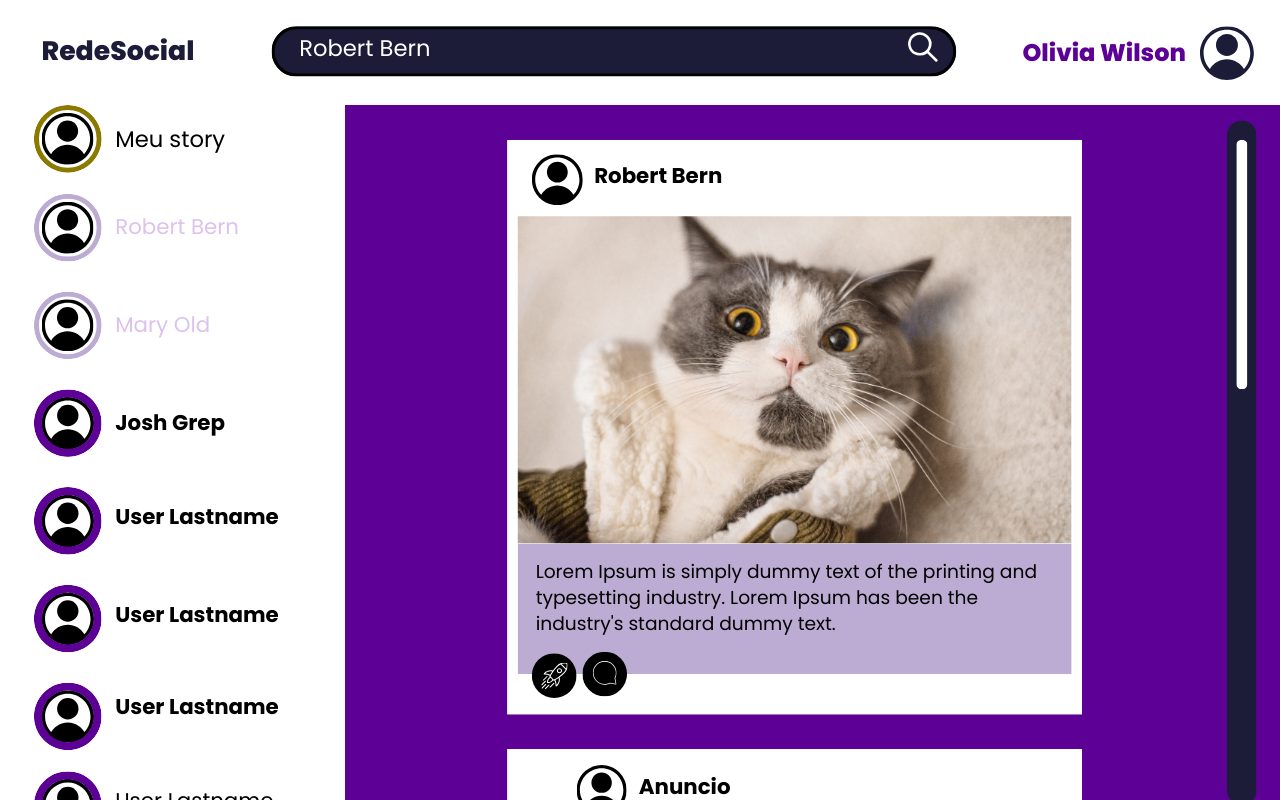 RedeSocial
Robert Bern
Olivia Wilson
Meu story
Robert Bern
Mary Old
Josh Grep
User Lastname
User Lastname
User Lastname
User Lastname
Robert Bern
Lorem Ipsum is simply dummy text of the printing and
typesetting industry. Lorem Ipsum has been the
industry's standard dummy text.
Anuncio